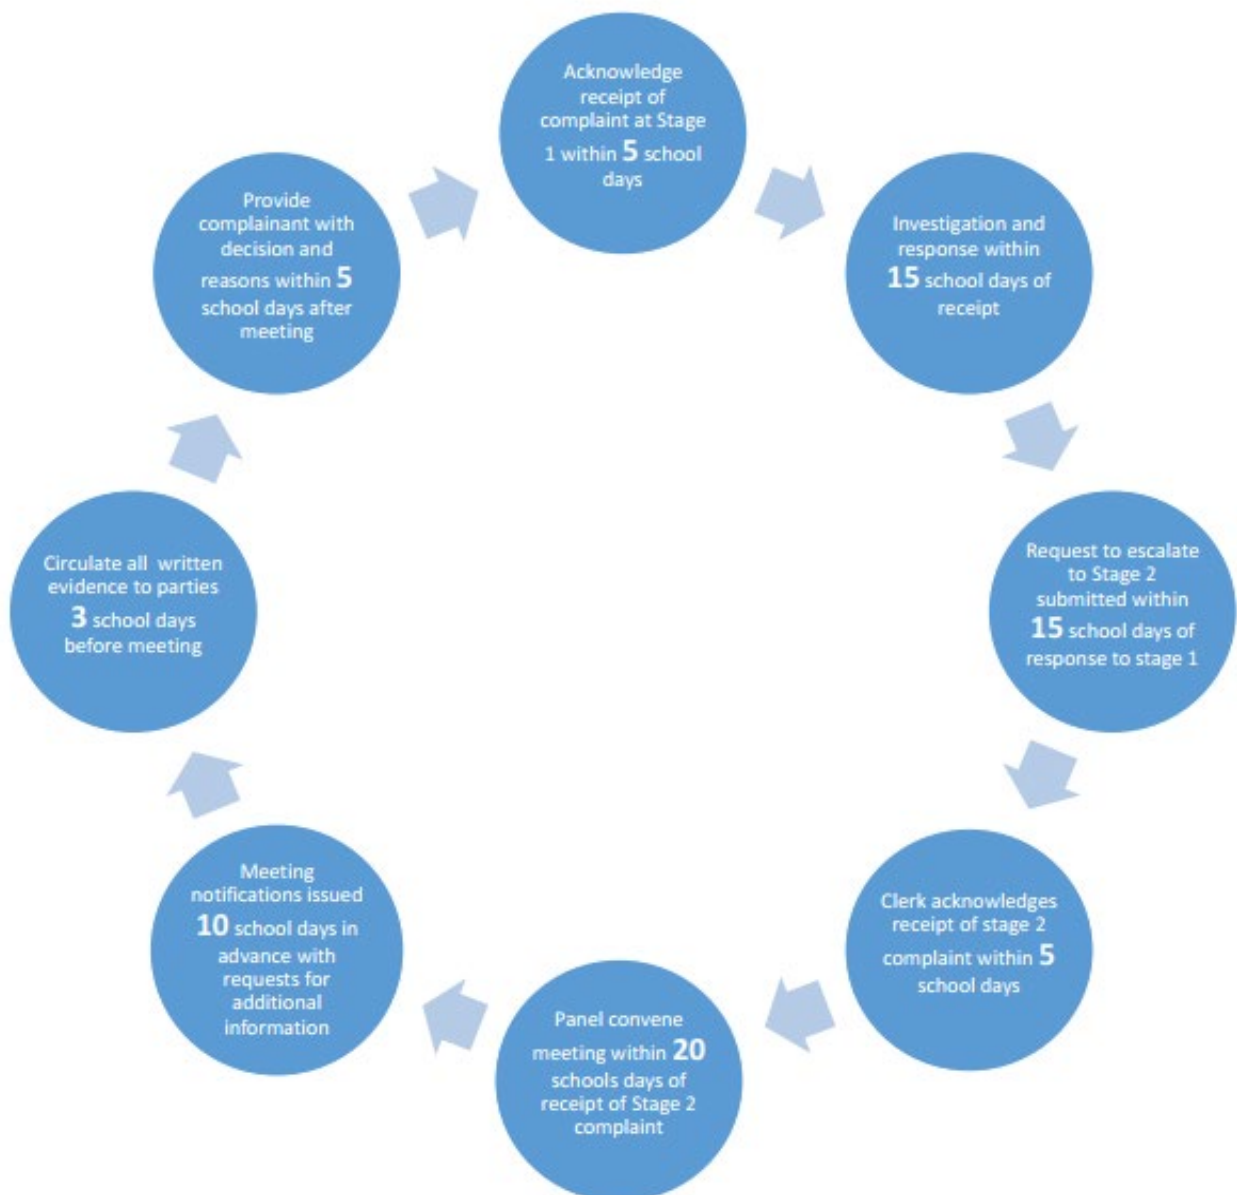 Acknowledge
receipt of
complaint at Stage
1 within 5 school
days
Investigation and
response within
15 school days of
receipt
Request to escalate
to Stage 2
submitted within
15 school days of
response to stage 1
Clerk acknowledges
receipt of stage 2
complaint within 5
school days
Panel convene
meeting within 20
schools days of
receipt of Stage 2
complaint
Meeting
notifications issued
10 school days in
advance with
requests for
additional
information
Circulate all written
evidence to parties
3 school days
before meeting
Provide
complainant with
decision and
reasons within 5
school days after
meeting